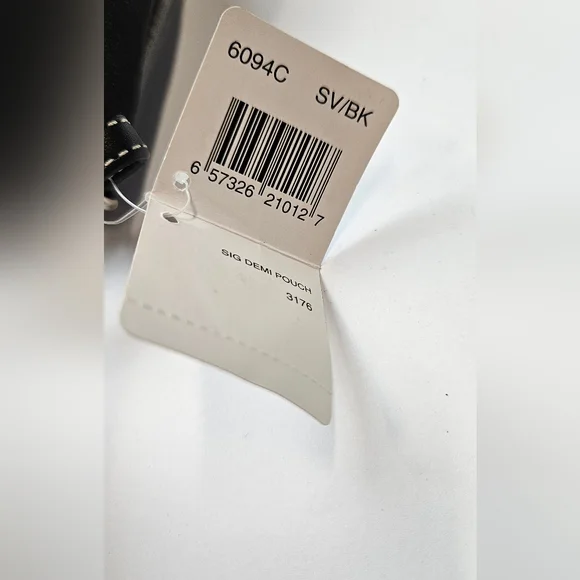 6094C SV/BK
6 57326 21012 7
SIG DEMI POUCH
3176